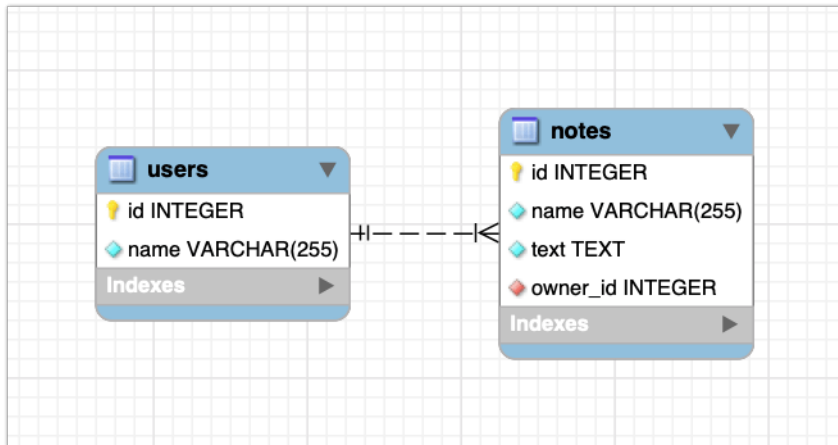 users
id INTEGER
name VARCHAR(255)
Indexes
notes
id INTEGER
name VARCHAR(255)
text TEXT
owner_id INTEGER
Indexes